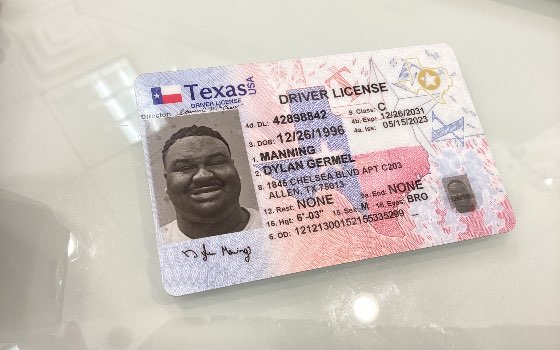 Texas USA
DRIVER LICENSE
Director
DRIVER LICENSE
4d. DL: 42898842
9. Class: C
4b. Exp: 12/26/2031
3. DOB: 12/26/1996
4a. Iss: 05/15/2023
1. MANNING
2. DYLAN GERMEL
8. 1846 CHELSEA BLVD APT C203
ALLEN, TX 75013
12. Rest: NONE
9a. End: NONE
16. Hgt: 6'-03"
15. Sex: M
18. Eyes: BRO
5. DD: 12121300152155335299